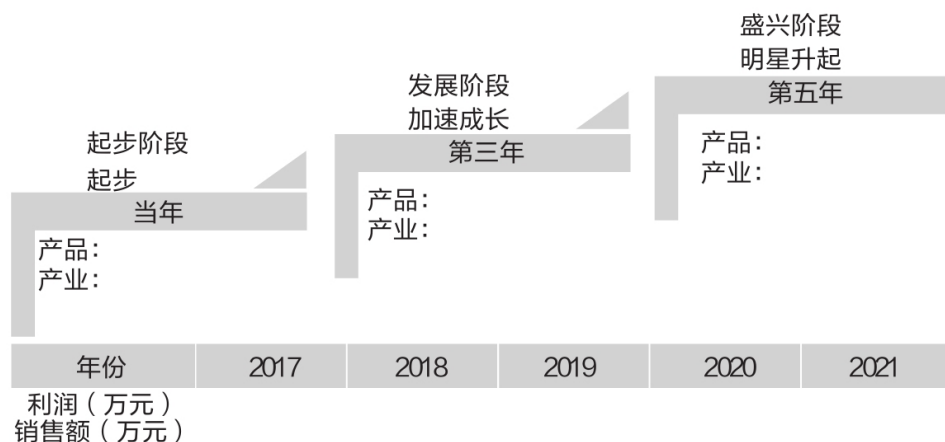 起步阶段
起步
当年
产品：
产业：
发展阶段
加速成长
第三年
产品：
产业：
盛兴阶段
明星升起
第五年
产品：
产业：
年份 2017 2018 2019 2020 2021
利润（万元）
销售额（万元）